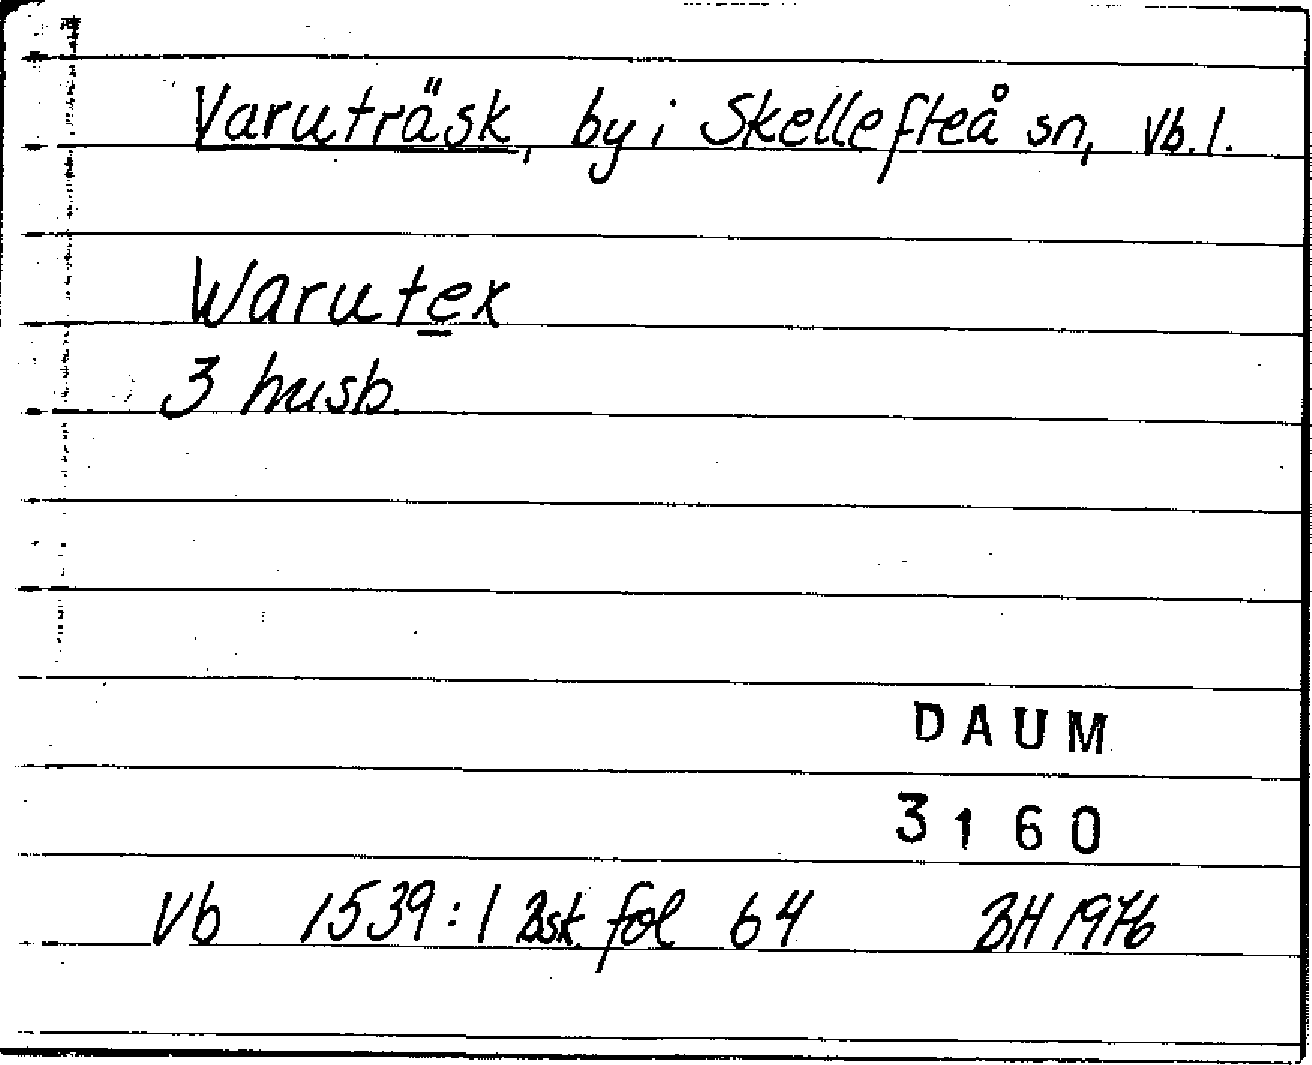 Varuträsk, by i Skellefteå sn, Vb. l.
Warutex
3 husb.
DAUM
3160
Vb 1539:1 Bsk. fol 64 BH 1976